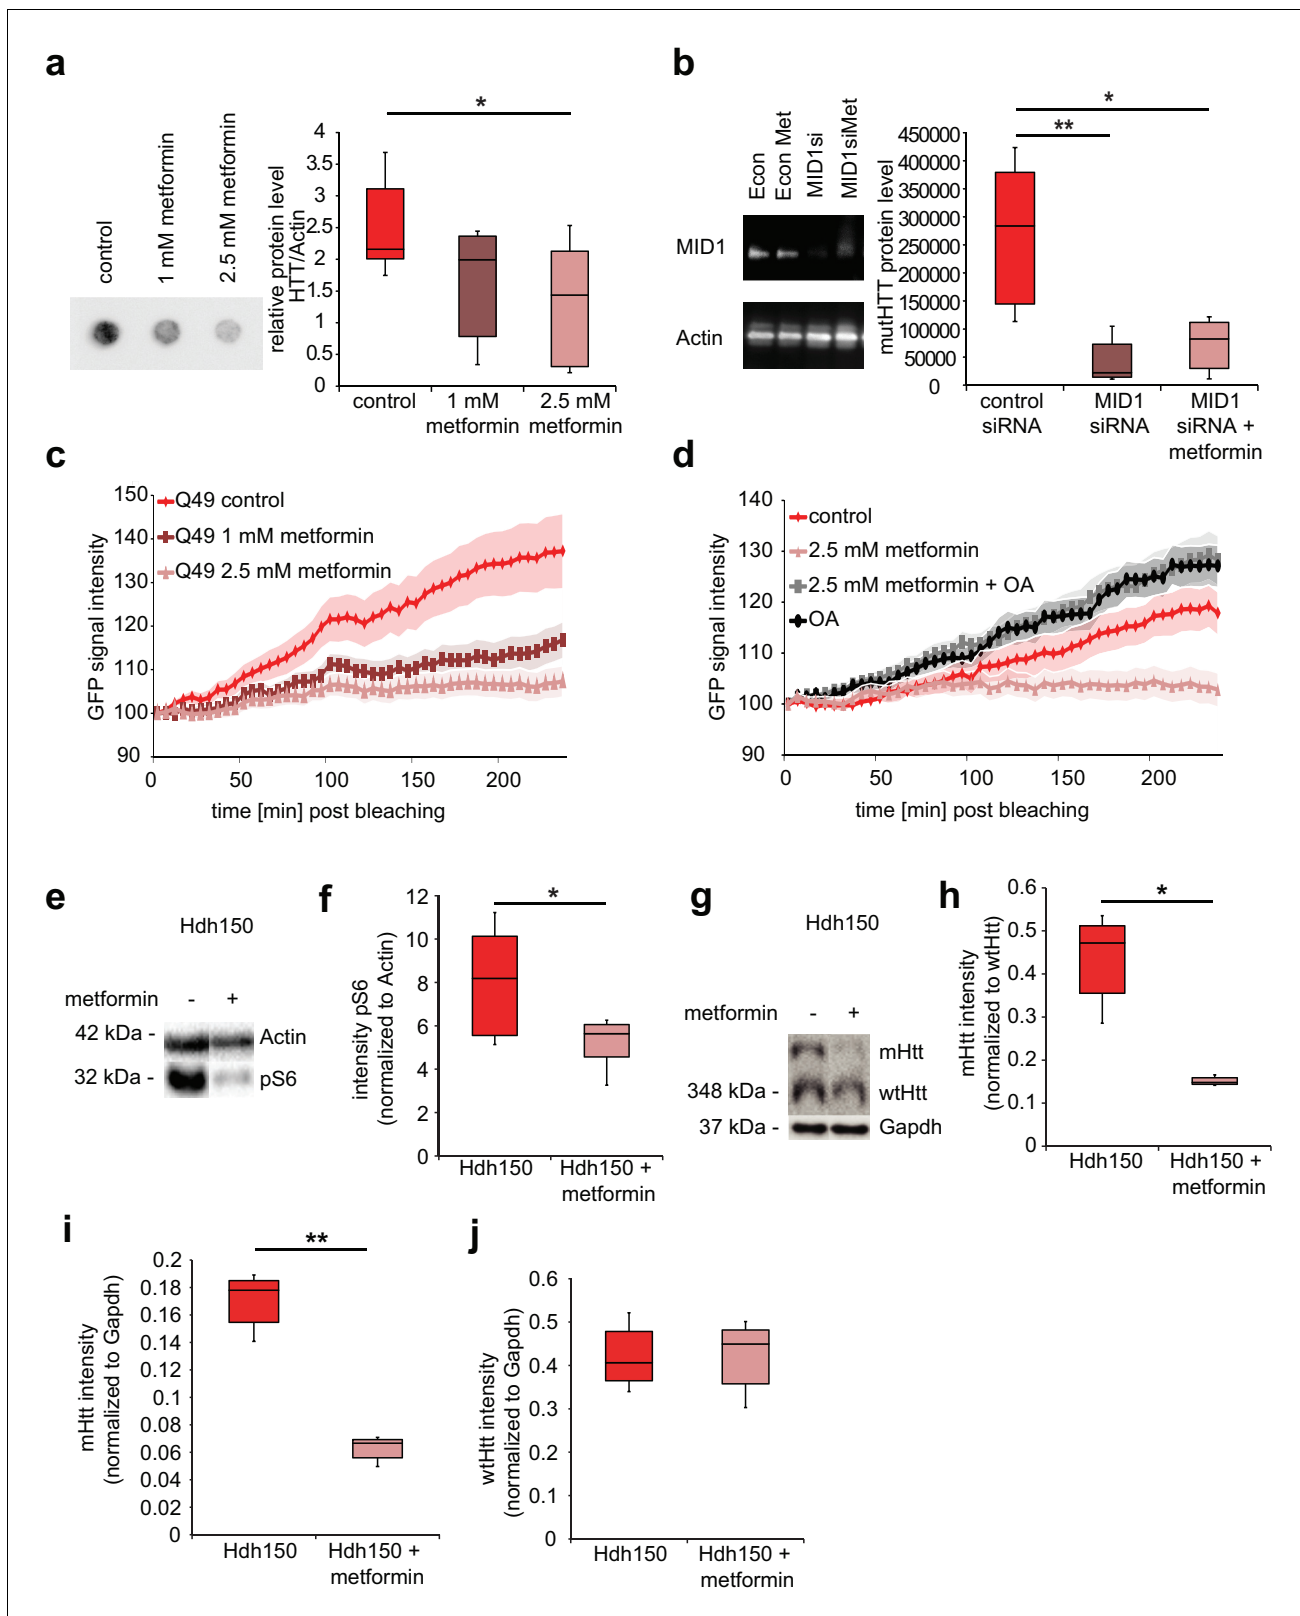 a
control
1 mM metformin
2.5 mM metformin
relative protein level
HTT/Actin
4
3.5
3
2.5
2
1.5
1
0.5
0
*
control
1 mM
metformin
2.5 mM
metformin
b
Econ
Econ Met
MID1si
MID1siMet
MID1
Actin
mutHTT protein level
450000
400000
350000
300000
250000
200000
150000
100000
50000
0
*
**
control
siRNA
MID1
siRNA
MID1
siRNA +
metformin
c
GFP signal intensity
150
140
130
120
110
100
90
Q49 control
Q49 1 mM metformin
Q49 2.5 mM metformin
0
50
100
150
200
time [min] post bleaching
d
GFP signal intensity
140
130
120
110
100
90
control
2.5 mM metformin
2.5 mM metformin + OA
OA
0
50
100
150
200
time [min] post bleaching
e
Hdh150
metformin
-
+
42 kDa -
Actin
32 kDa -
pS6
f
intensity pS6
(normalized to Actin)
12
10
8
6
4
2
0
*
Hdh150
Hdh150 +
metformin
g
Hdh150
metformin
-
+
mHtt
348 kDa -
wtHtt
37 kDa -
Gapdh
h
mHtt intensity
(normalized to wtHtt)
0.6
0.5
0.4
0.3
0.2
0.1
0
*
Hdh150
Hdh150 +
metformin
i
mHtt intensity
(normalized to Gapdh)
0.2
0.18
0.16
0.14
0.12
0.1
0.08
0.06
0.04
0.02
0
**
Hdh150
Hdh150 +
metformin
j
wtHtt intensity
(normalized to Gapdh)
0.6
0.5
0.4
0.3
0.2
0.1
0
Hdh150
Hdh150 +
metformin